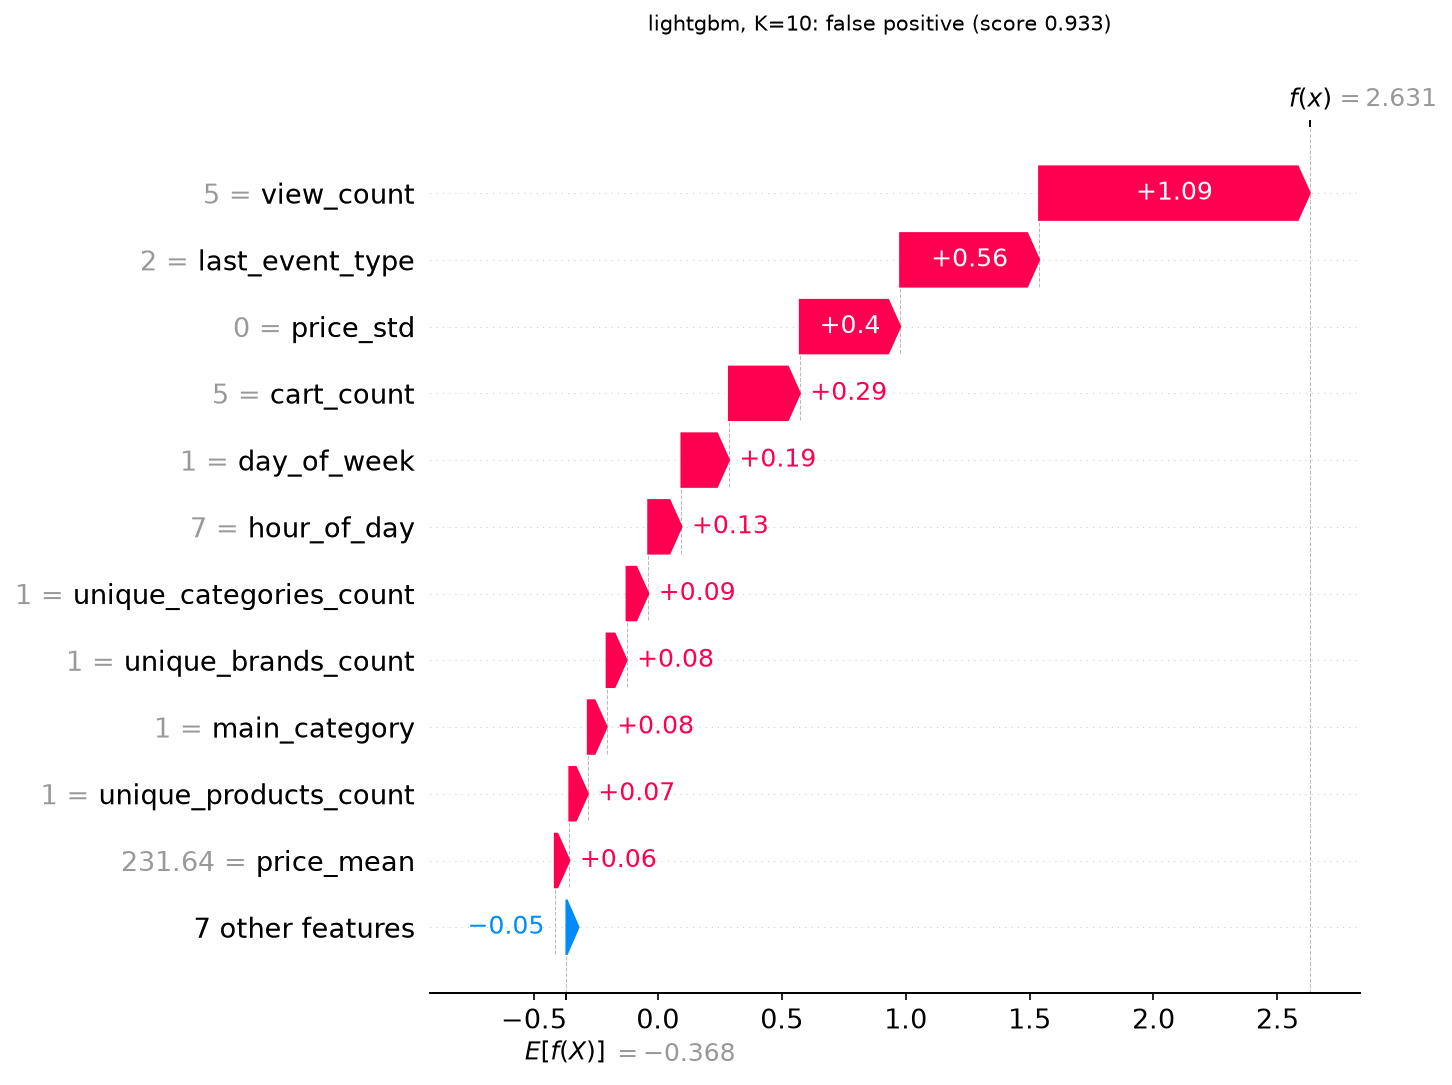 lightgbm, K=10: false positive (score 0.933)
f(x) = 2.631
5 = view_count +1.09
2 = last_event_type +0.56
0 = price_std +0.4
5 = cart_count +0.29
1 = day_of_week +0.19
7 = hour_of_day +0.13
1 = unique_categories_count +0.09
1 = unique_brands_count +0.08
1 = main_category +0.08
1 = unique_products_count +0.07
231.64 = price_mean +0.06
7 other features −0.05
−0.5 0.0 0.5 1.0 1.5 2.0 2.5
E[f(X)] = −0.368